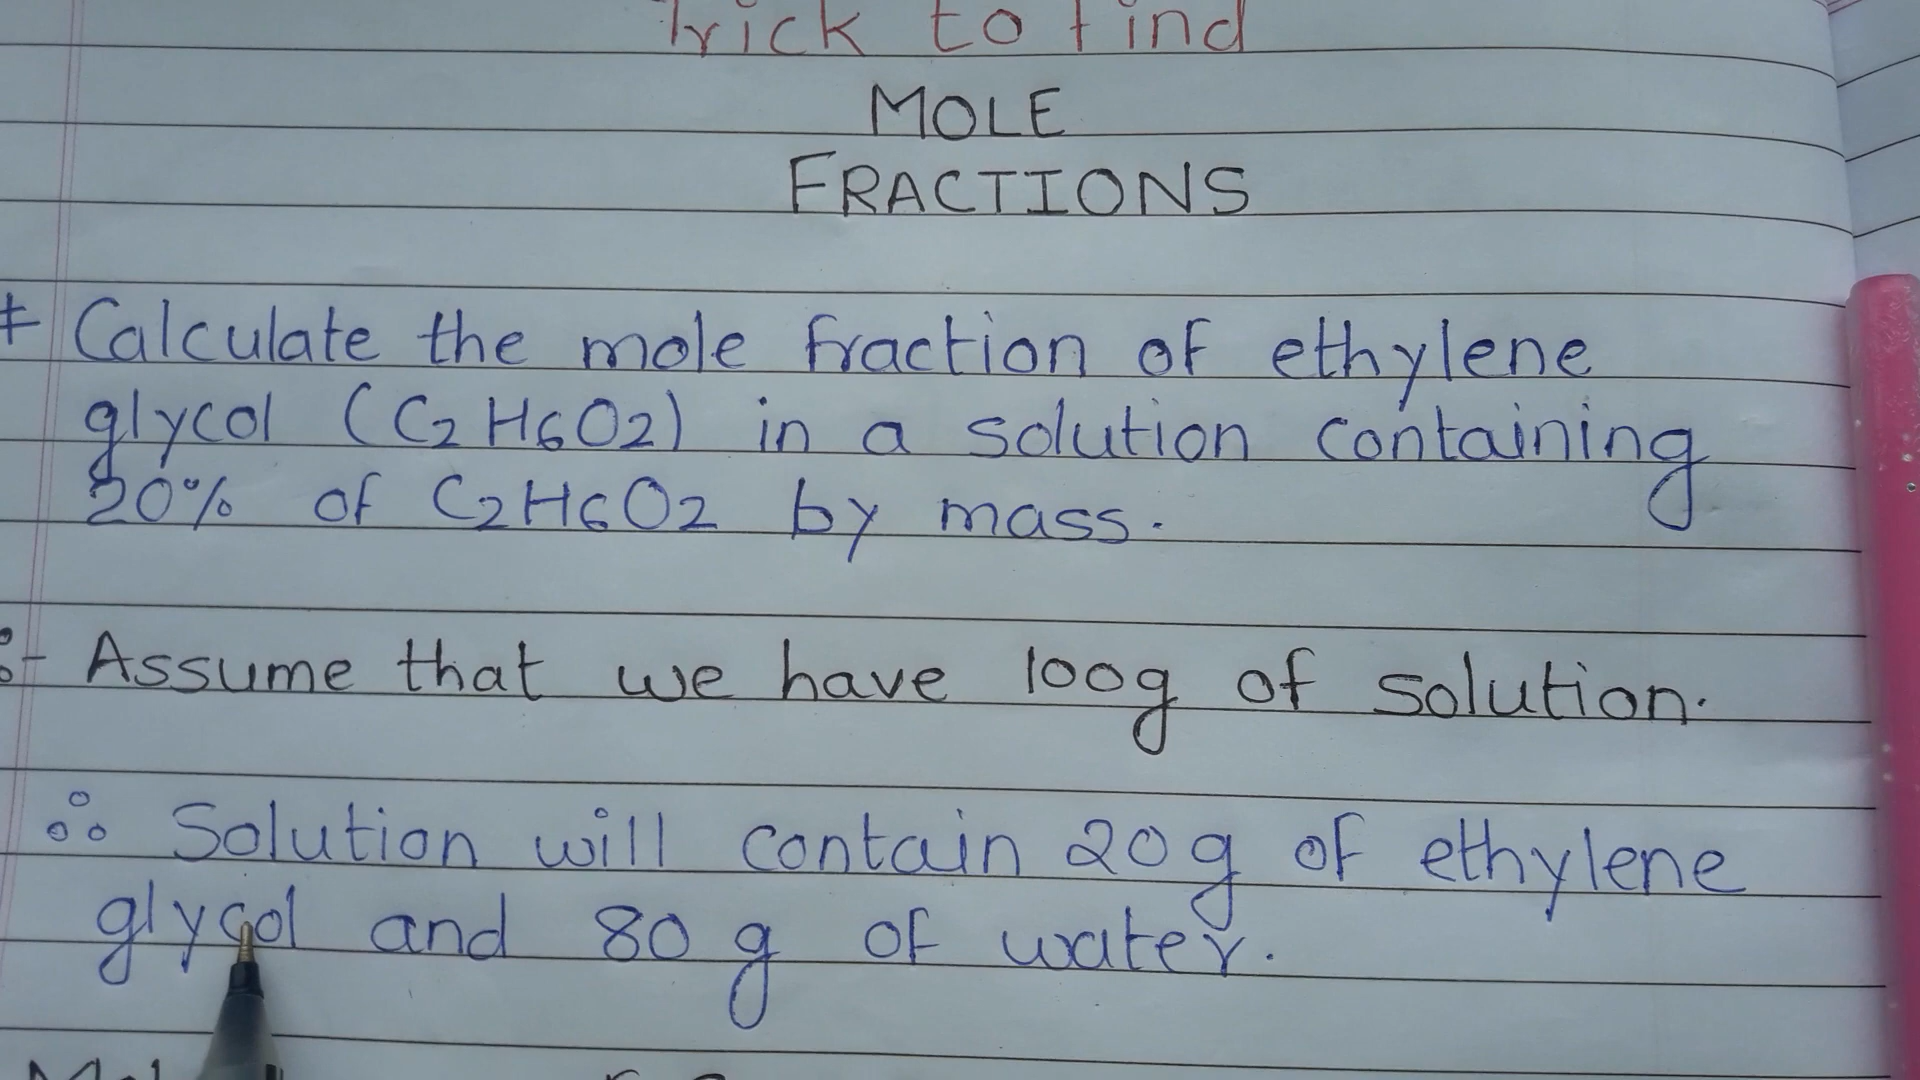 Trick to find
MOLE
FRACTIONS
Calculate the mole fraction of ethylene
glycol (C2H6O2) in a solution containing
20% of C2H6O2 by mass.
:- Assume that we have 100g of solution.
∴ Solution will contain 20 g of ethylene
glycol and 80 g of water.